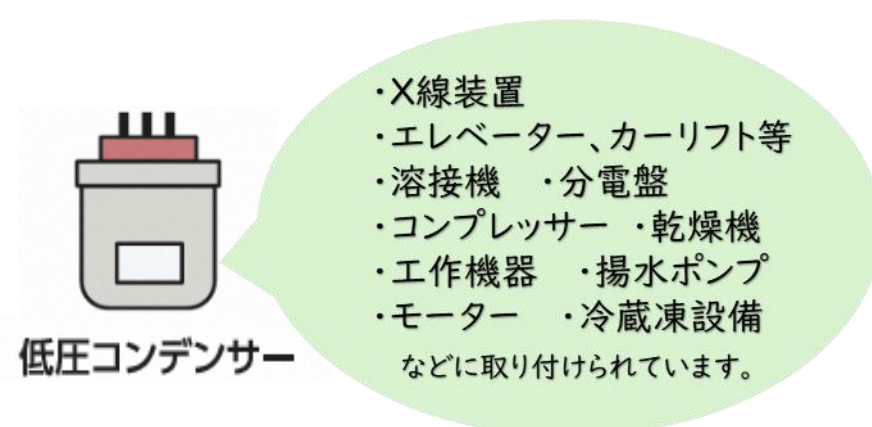 ・X線装置
・エレベーター、カーリフト等
・溶接機　・分電盤
・コンプレッサー ・乾燥機
・工作機器　・揚水ポンプ
・モーター　・冷蔵凍設備
などに取り付けられています。
低圧コンデンサー